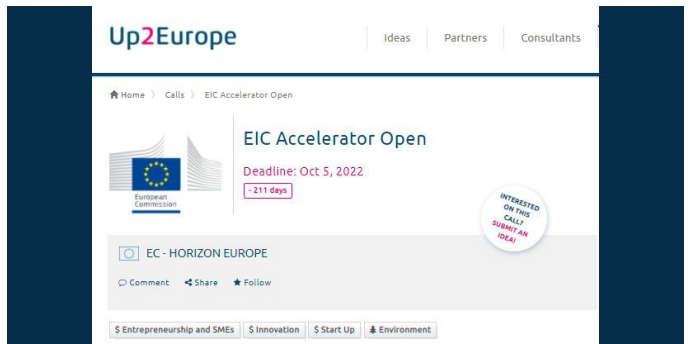 Up2Europe
Ideas
Partners
Consultants
Home 〉 Calls 〉 EIC Accelerator Open
EIC Accelerator Open
Deadline: Oct 5, 2022
- 211 days
European
Commission
INTERESTED
ON THIS
CALL?
SUBMIT AN
IDEA!
EC - HORIZON EUROPE
Comment
Share
Follow
$ Entrepreneurship and SMEs
$ Innovation
$ Start Up
Environment